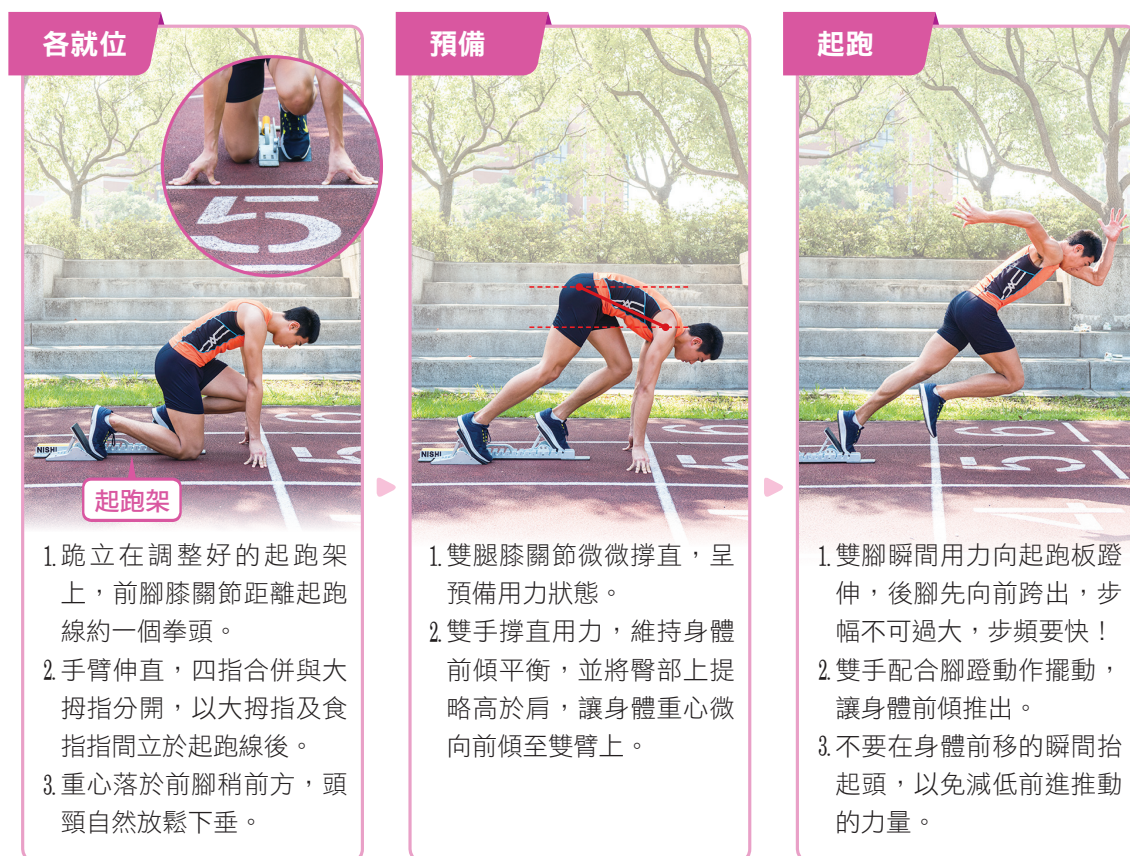 各就位
5
NISHI
起跑架
1.跪立在調整好的起跑架
上，前腳膝關節距離起跑
線約一個拳頭。
2.手臂伸直，四指合併與大
拇指分開，以大拇指及食
指指間立於起跑線後。
3.重心落於前腳稍前方，頭
頸自然放鬆下垂。
預備
NISHI
5
1.雙腿膝關節微微撐直，呈
預備用力狀態。
2.雙手撐直用力，維持身體
前傾平衡，並將臀部上提
略高於肩，讓身體重心微
向前傾至雙臂上。
起跑
6
5
4
1.雙腳瞬間用力向起跑板蹬
伸，後腳先向前跨出，步
幅不可過大，步頻要快！
2.雙手配合腳蹬動作擺動，
讓身體前傾推出。
3.不要在身體前移的瞬間抬
起頭，以免減低前進推動
的力量。